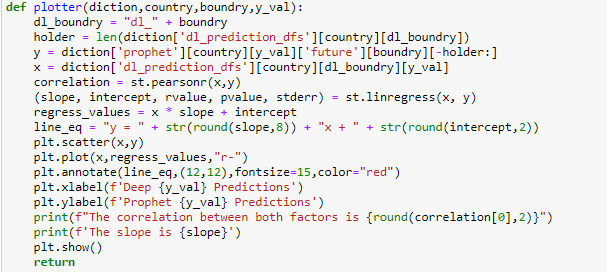 def plotter(diction,country,boundry,y_val):
    dl_boundry = "dl_" + boundry
    holder = len(diction['dl_prediction_dfs'][country][dl_boundry])
    y = diction['prophet'][country][y_val]['future'][boundry][-holder:]
    x = diction['dl_prediction_dfs'][country][dl_boundry][y_val]
    correlation = st.pearsonr(x,y)
    (slope, intercept, rvalue, pvalue, stderr) = st.linregress(x, y)
    regress_values = x * slope + intercept
    line_eq = "y = " + str(round(slope,8)) + "x + " + str(round(intercept,2))
    plt.scatter(x,y)
    plt.plot(x,regress_values,"r-")
    plt.annotate(line_eq,(12,12),fontsize=15,color="red")
    plt.xlabel(f'Deep {y_val} Predictions')
    plt.ylabel(f'Prophet {y_val} Predictions')
    print(f"The correlation between both factors is {round(correlation[0],2)}")
    print(f'The slope is {slope}')
    plt.show()
    return